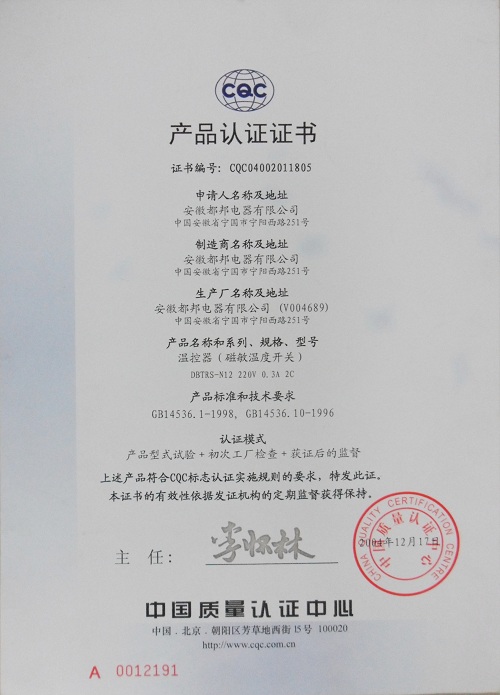 CQC
产品认证证书
证书编号: CQC04002011805
申请人名称及地址
安徽都邦电器有限公司
中国安徽省宁国市宁阳西路251号
制造商名称及地址
安徽都邦电器有限公司
中国安徽省宁国市宁阳西路251号
生产厂名称及地址
安徽都邦电器有限公司 (V004689)
中国安徽省宁国市宁阳西路251号
产品名称和系列、规格、型号
温控器（磁敏温度开关）
DBTRS-N12 220V 0.3A 2C
产品标准和技术要求
GB14536.1-1998, GB14536.10-1996
认证模式
产品型式试验+初次工厂检查+获证后的监督
上述产品符合CQC标志认证实施规则的要求，特发此证。
本证书的有效性依据发证机构的定期监督获得保持。
主 任:
李怀林
CHINA QUALITY CERTIFICATION CENTRE
中国质量认证中心
2004年12月17日
中国质量认证中心
中国.北京.朝阳区芳草地西街15号 100020
http://www.cqc.com.cn
A 0012191